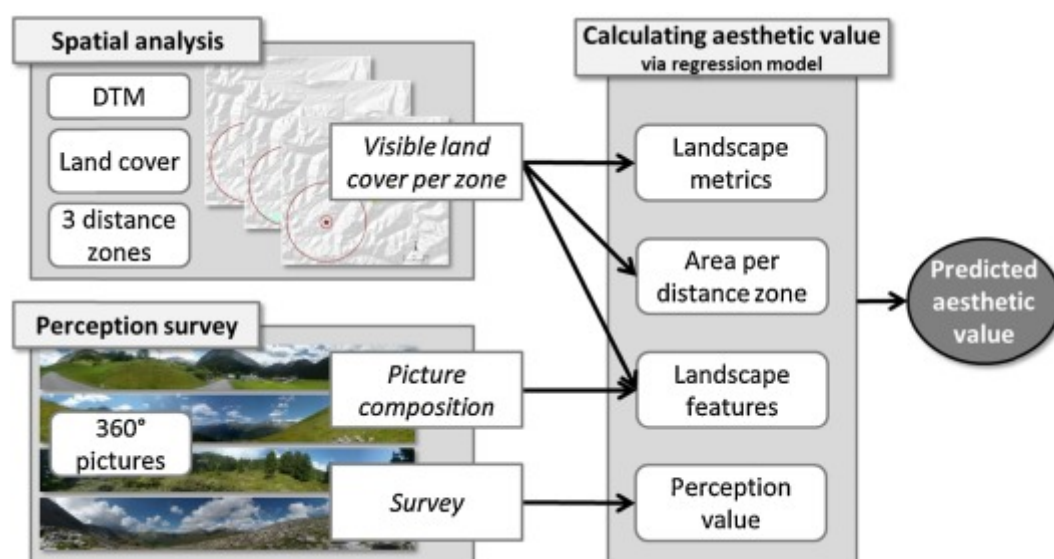 Spatial analysis
DTM
Land cover
3 distance
zones
Visible land
cover per zone
Perception survey
360°
pictures
Picture
composition
Survey
Calculating aesthetic value
via regression model
Landscape
metrics
Area per
distance zone
Landscape
features
Perception
value
Predicted
aesthetic
value